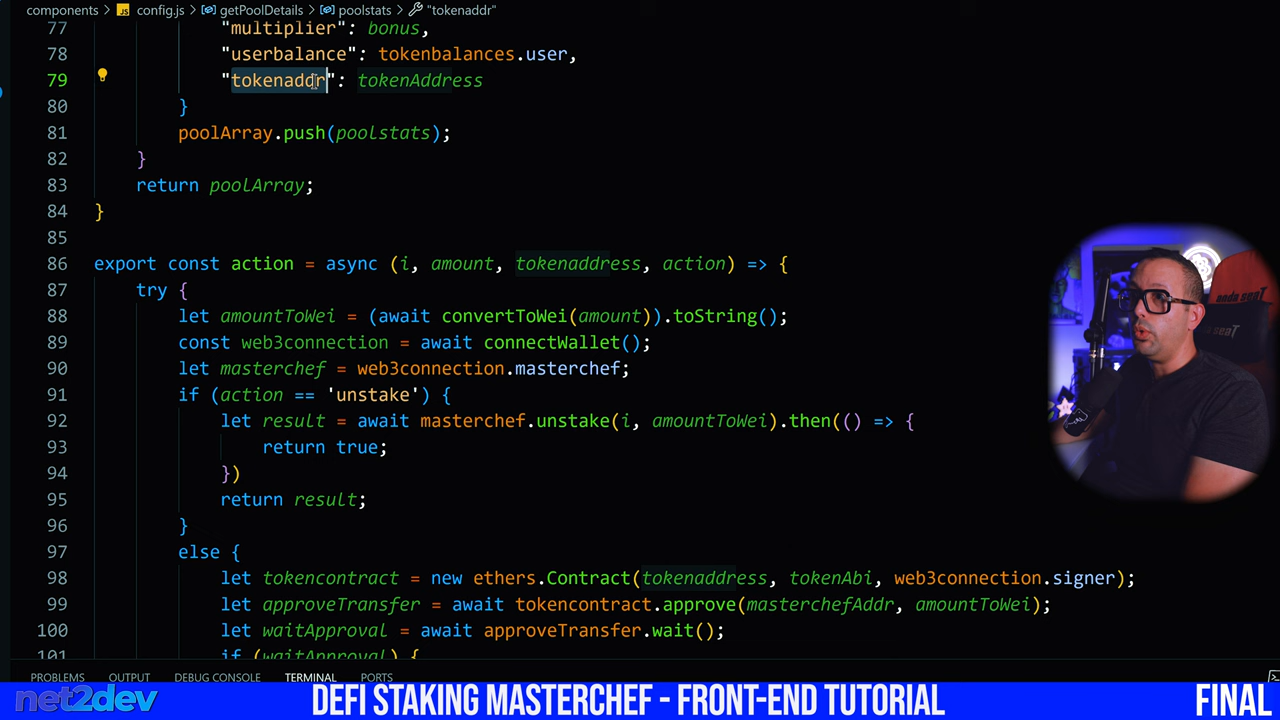 components > JS config.js > getPoolDetails > poolstats > "tokenaddr"
77 "multiplier": bonus,
78 "userbalance": tokenbalances.user,
79 "tokenaddr": tokenAddress
80 }
81 poolArray.push(poolstats);
82 }
83 return poolArray;
84 }
85
86 export const action = async (i, amount, tokenaddress, action) => {
87 try {
88 let amountToWei = (await convertToWei(amount)).toString();
89 const web3connection = await connectWallet();
90 let masterchef = web3connection.masterchef;
91 if (action == 'unstake') {
92 let result = await masterchef.unstake(i, amountToWei).then(() => {
93 return true;
94 })
95 return result;
96 }
97 else {
98 let tokencontract = new ethers.Contract(tokenaddress, tokenAbi, web3connection.signer);
99 let approveTransfer = await tokencontract.approve(masterchefAddr, amountToWei);
100 let waitApproval = await approveTransfer.wait();
101 if (waitApproval) {
PROBLEMS OUTPUT DEBUG CONSOLE TERMINAL PORTS
net2dev DEFI STAKING MASTERCHEF - FRONT-END TUTORIAL FINAL